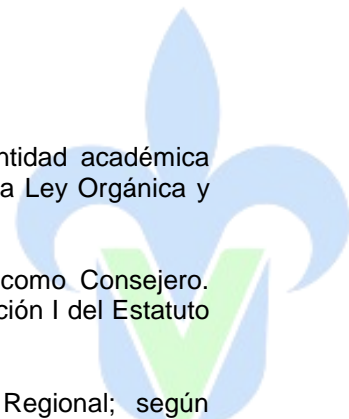 ntidad académica
a Ley Orgánica y
como Consejero.
ción I del Estatuto
Regional; según